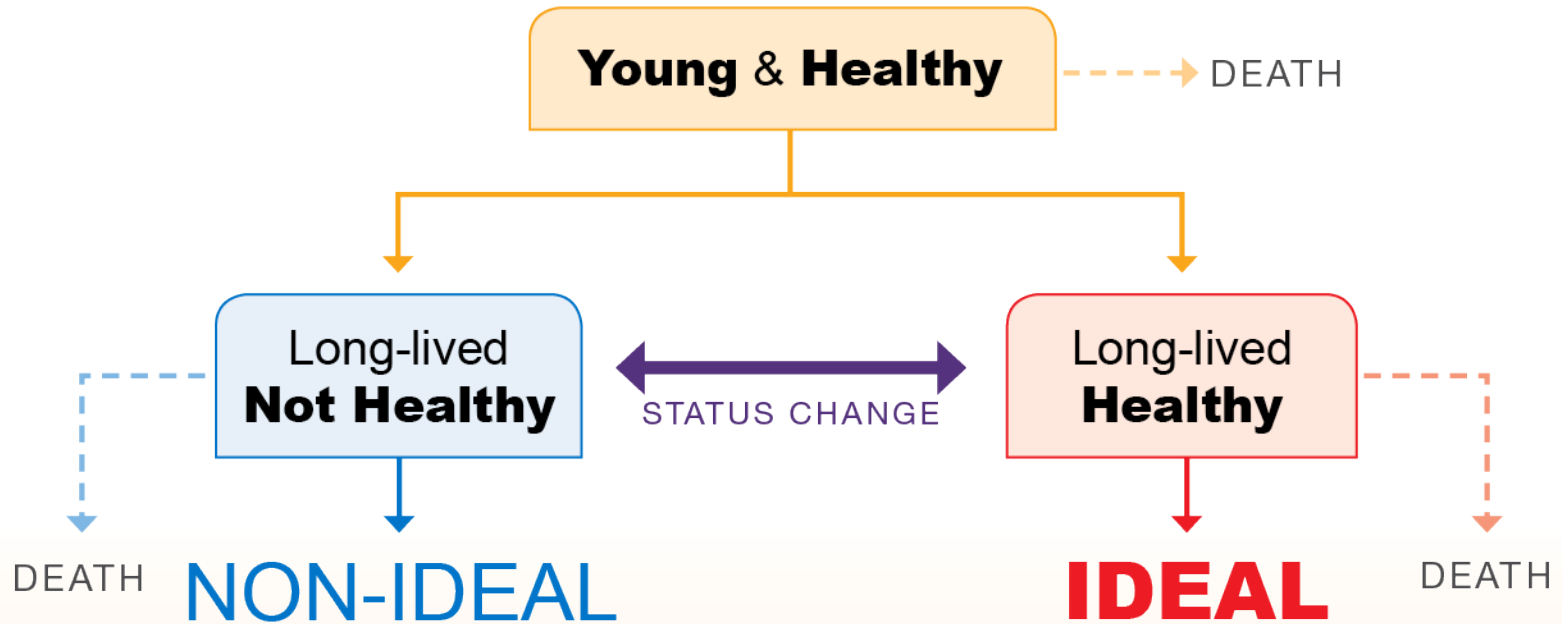 Young & Healthy
DEATH
Long-lived
Not Healthy
STATUS CHANGE
Long-lived
Healthy
DEATH
NON-IDEAL
IDEAL
DEATH